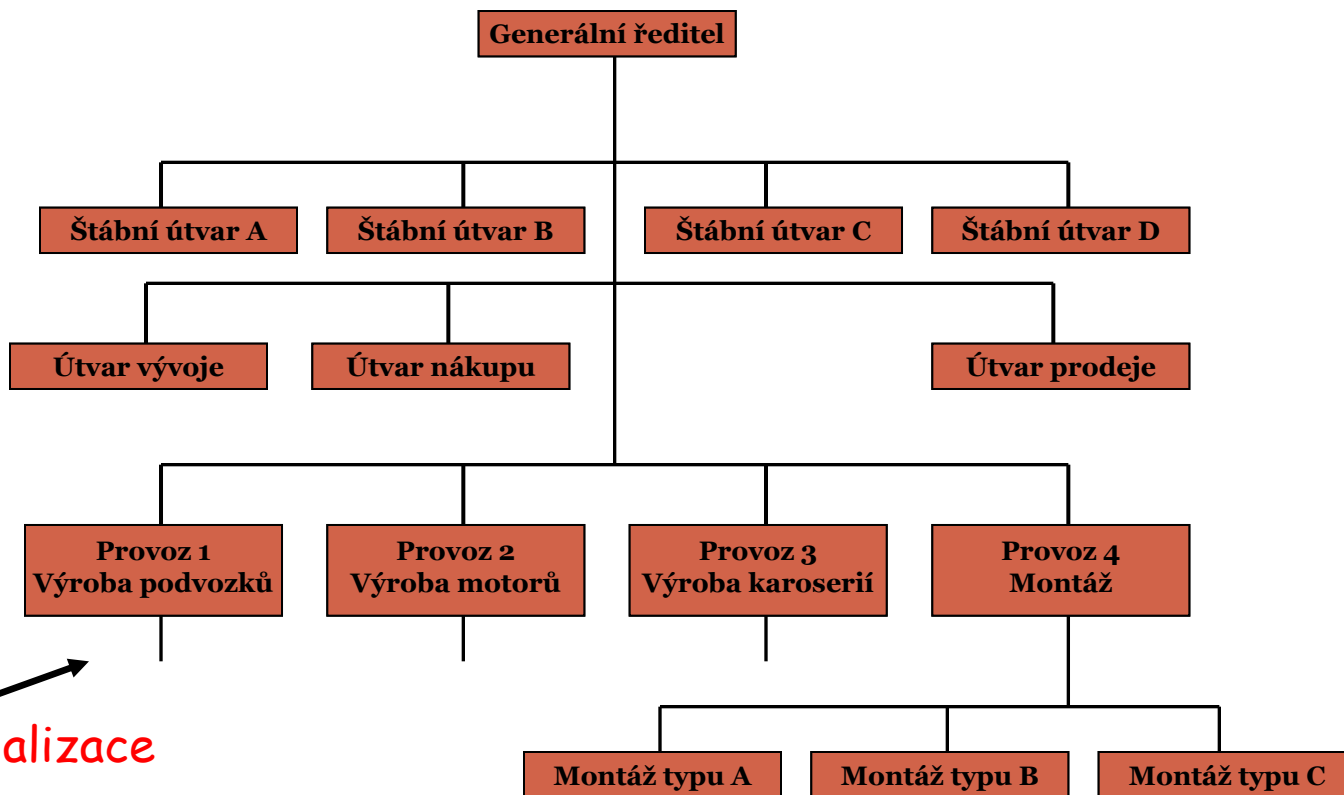 Generální ředitel
Štábní útvar A
Štábní útvar B
Štábní útvar C
Štábní útvar D
Útvar vývoje
Útvar nákupu
Útvar prodeje
Provoz 1
Výroba podvozků
Provoz 2
Výroba motorů
Provoz 3
Výroba karoserií
Provoz 4
Montáž
alizace
Montáž typu A
Montáž typu B
Montáž typu C